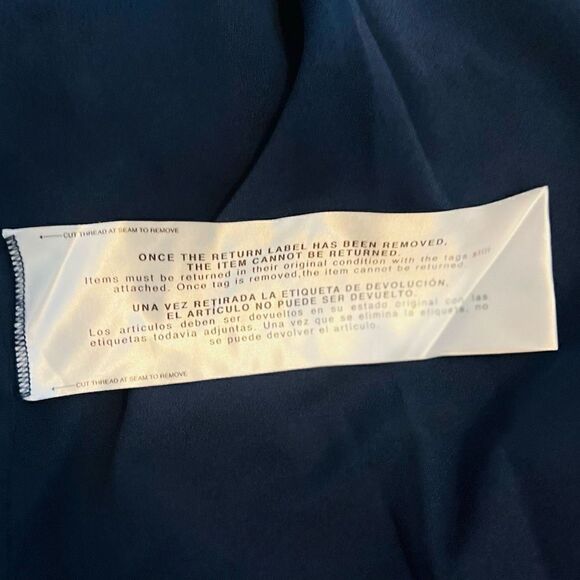 CUT THREAD AT SEAM TO REMOVE
ONCE THE RETURN LABEL HAS BEEN REMOVED,
THE ITEM CANNOT BE RETURNED.
Items must be returned in their original condition with the tags still
attached. Once tag is removed,the item cannot be returned.
UNA VEZ RETIRADA LA ETIQUETA DE DEVOLUCIÓN,
EL ARTÍCULO NO PUEDE SER DEVUELTO.
Los artículos deben ser devueltos en su estado original con las
etiquetas todavía adjuntas. Una vez que se elimina la etiqueta, no
se puede devolver el artículo.
CUT THREAD AT SEAM TO REMOVE